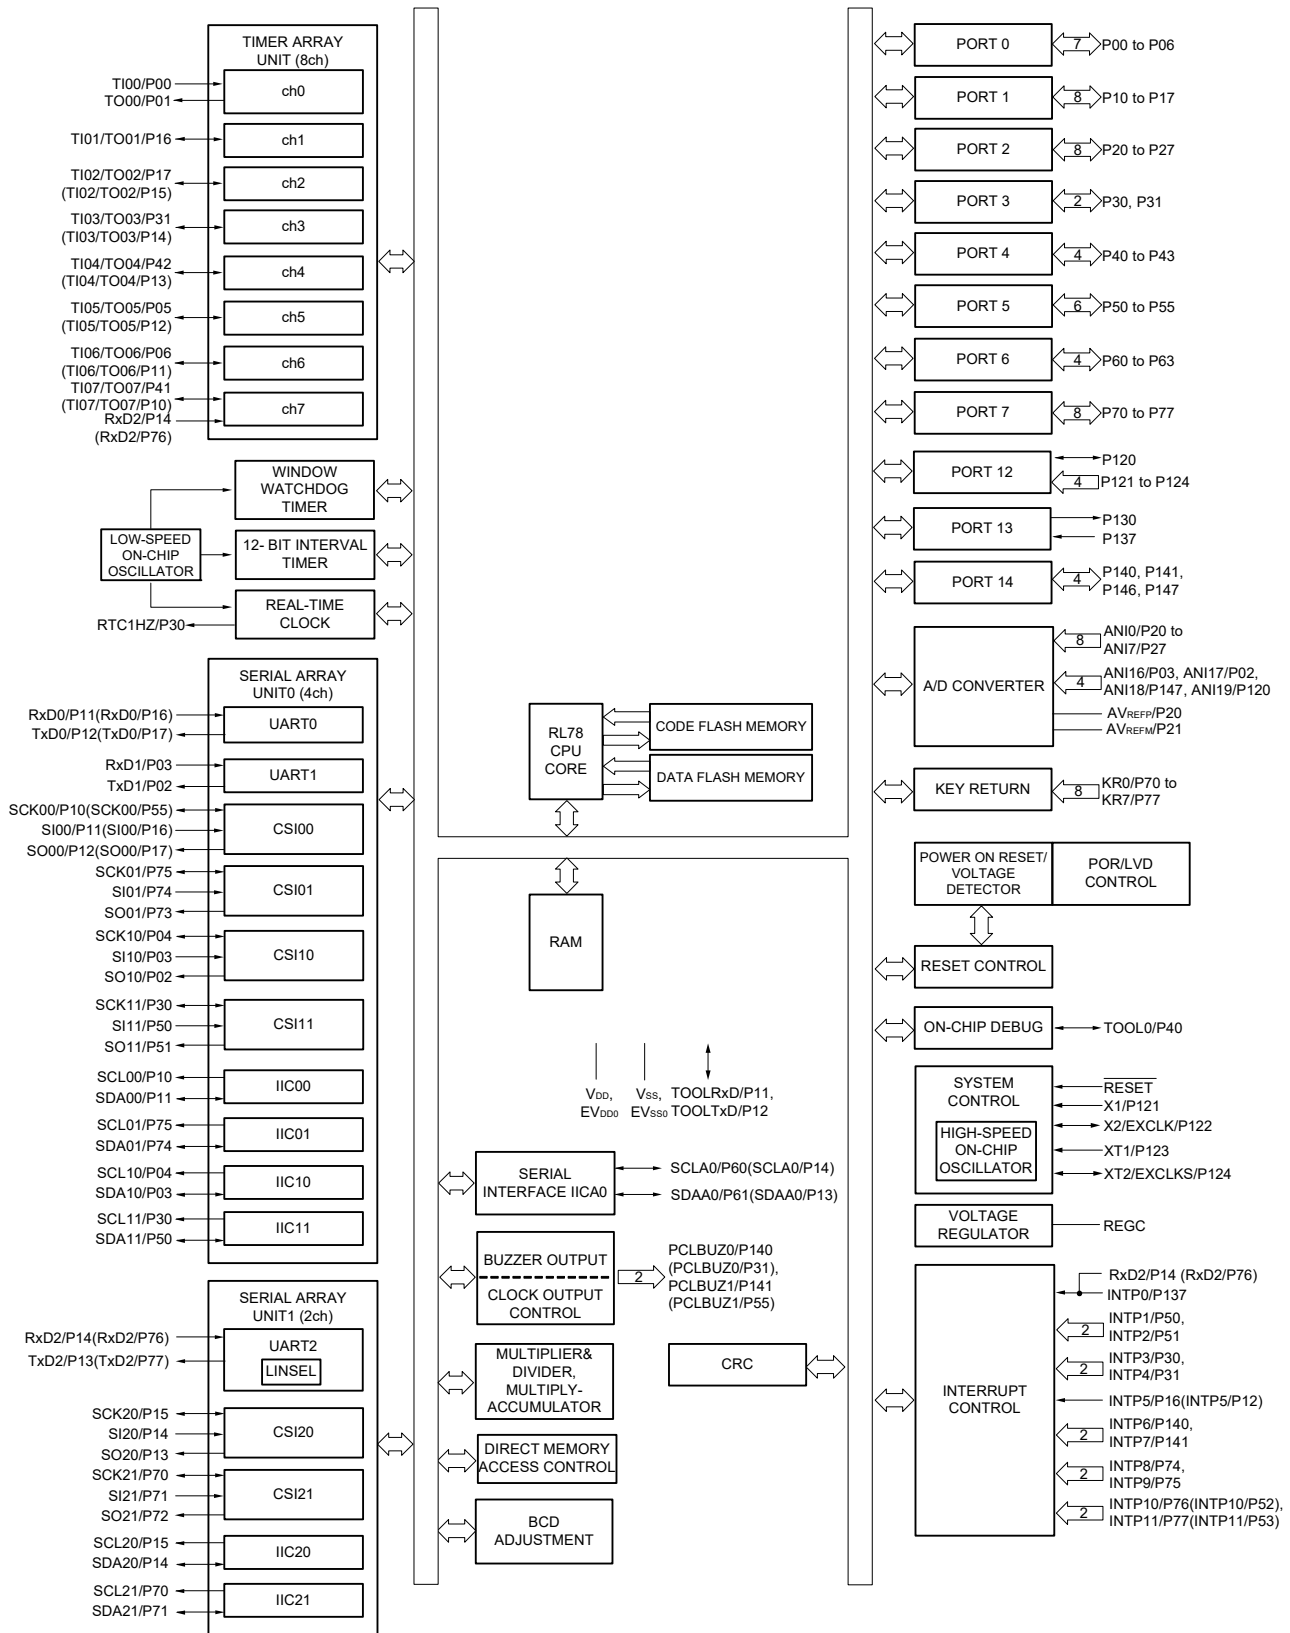 TIMER ARRAY
UNIT (8ch)
TI00/P00
TO00/P01
ch0
TI01/TO01/P16
ch1
TI02/TO02/P17
(TI02/TO02/P15)
ch2
TI03/TO03/P31
(TI03/TO03/P14)
ch3
TI04/TO04/P42
(TI04/TO04/P13)
ch4
TI05/TO05/P05
(TI05/TO05/P12)
ch5
TI06/TO06/P06
(TI06/TO06/P11)
ch6
TI07/TO07/P41
(TI07/TO07/P10)
RxD2/P14
(RxD2/P76)
ch7
WINDOW
WATCHDOG
TIMER
LOW-SPEED
ON-CHIP
OSCILLATOR
12- BIT INTERVAL
TIMER
REAL-TIME
CLOCK
RTC1HZ/P30
SERIAL ARRAY
UNIT0 (4ch)
RxD0/P11(RxD0/P16)
TxD0/P12(TxD0/P17)
UART0
RxD1/P03
TxD1/P02
UART1
SCK00/P10(SCK00/P55)
SI00/P11(SI00/P16)
SO00/P12(SO00/P17)
CSI00
SCK01/P75
SI01/P74
SO01/P73
CSI01
SCK10/P04
SI10/P03
SO10/P02
CSI10
SCK11/P30
SI11/P50
SO11/P51
CSI11
SCL00/P10
SDA00/P11
IIC00
SCL01/P75
SDA01/P74
IIC01
SCL10/P04
SDA10/P03
IIC10
SCL11/P30
SDA11/P50
IIC11
SERIAL ARRAY
UNIT1 (2ch)
RxD2/P14(RxD2/P76)
TxD2/P13(TxD2/P77)
UART2
LINSEL
SCK20/P15
SI20/P14
SO20/P13
CSI20
SCK21/P70
SI21/P71
SO21/P72
CSI21
SCL20/P15
SDA20/P14
IIC20
SCL21/P70
SDA21/P71
IIC21
RL78
CPU
CORE
CODE FLASH MEMORY
DATA FLASH MEMORY
RAM
VDD,
EVDD0
VSS,
EVSS0
TOOLRxD/P11,
TOOLTxD/P12
SERIAL
INTERFACE IICA0
SCLA0/P60(SCLA0/P14)
SDAA0/P61(SDAA0/P13)
BUZZER OUTPUT
CLOCK OUTPUT
CONTROL
2
PCLBUZ0/P140
(PCLBUZ0/P31),
PCLBUZ1/P141
(PCLBUZ1/P55)
MULTIPLIER&
DIVIDER,
MULTIPLY-
ACCUMULATOR
CRC
DIRECT MEMORY
ACCESS CONTROL
BCD
ADJUSTMENT
PORT 0
7
P00 to P06
PORT 1
8
P10 to P17
PORT 2
8
P20 to P27
PORT 3
2
P30, P31
PORT 4
4
P40 to P43
PORT 5
6
P50 to P55
PORT 6
4
P60 to P63
PORT 7
8
P70 to P77
PORT 12
P120
4
P121 to P124
PORT 13
P130
P137
PORT 14
4
P140, P141,
P146, P147
A/D CONVERTER
8
ANI0/P20 to
ANI7/P27
4
ANI16/P03, ANI17/P02,
ANI18/P147, ANI19/P120
AVREFP/P20
AVREFM/P21
KEY RETURN
8
KR0/P70 to
KR7/P77
POWER ON RESET/
VOLTAGE
DETECTOR
POR/LVD
CONTROL
RESET CONTROL
ON-CHIP DEBUG
TOOL0/P40
SYSTEM
CONTROL
HIGH-SPEED
ON-CHIP
OSCILLATOR
RESET
X1/P121
X2/EXCLK/P122
XT1/P123
XT2/EXCLKS/P124
VOLTAGE
REGULATOR
REGC
INTERRUPT
CONTROL
RxD2/P14 (RxD2/P76)
INTP0/P137
2
INTP1/P50,
INTP2/P51
2
INTP3/P30,
INTP4/P31
INTP5/P16(INTP5/P12)
2
INTP6/P140,
INTP7/P141
2
INTP8/P74,
INTP9/P75
2
INTP10/P76(INTP10/P52),
INTP11/P77(INTP11/P53)